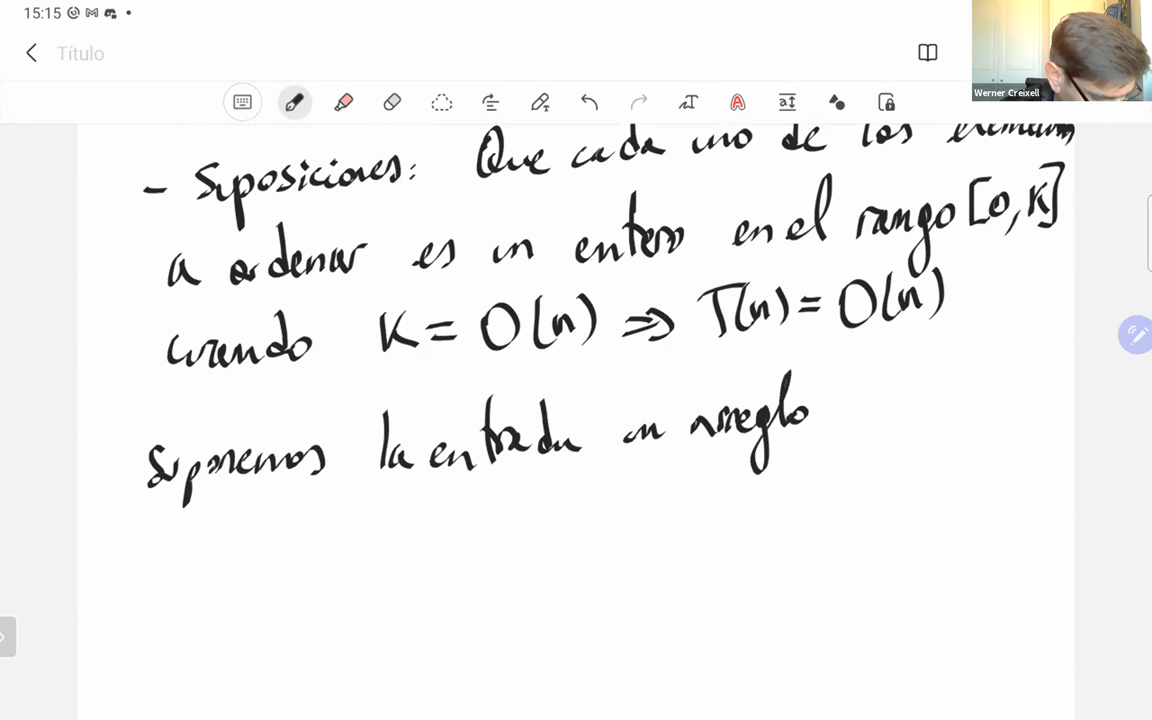 15:15
Título
Werner Creixell
- Suposiciones: Que cada uno de los elementos
a ordenar es un entero en el rango [0, K]
cuando K = O(n) ⇒ T(n) = O(n)
Suponemos la entrada un arreglo